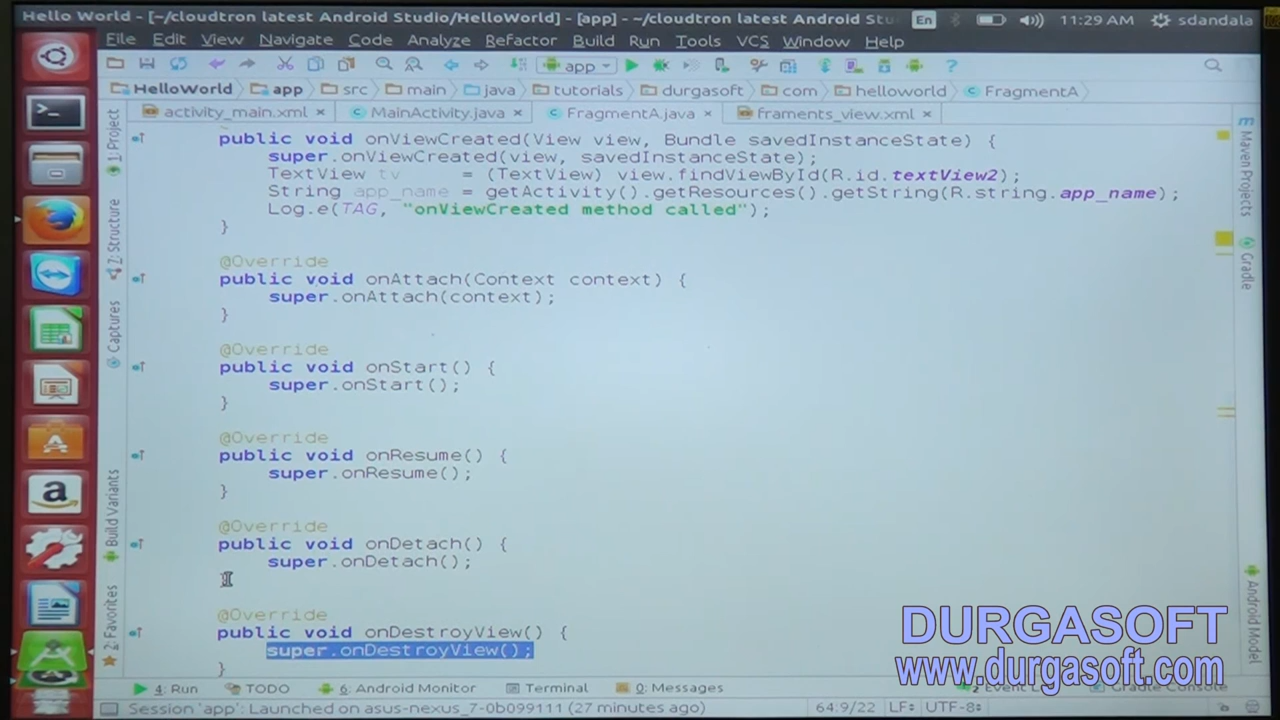 Hello World - [~/cloudtron latest Android Studio/HelloWorld] - [app] - ~/cloudtron latest Android Stu En 11:29 AM sdandala
File Edit View Navigate Code Analyze Refactor Build Run Tools VCS Window Help
app
HelloWorld app src main java tutorials durgasoft com helloworld FragmentA
activity_main.xml × MainActivity.java × FragmentA.java × framents_view.xml ×
public void onViewCreated(View view, Bundle savedInstanceState) {
super.onViewCreated(view, savedInstanceState);
TextView tv = (TextView) view.findViewById(R.id.textView2);
String app_name = getActivity().getResources().getString(R.string.app_name);
Log.e(TAG, "onViewCreated method called");
}
@Override
public void onAttach(Context context) {
super.onAttach(context);
}
@Override
public void onStart() {
super.onStart();
}
@Override
public void onResume() {
super.onResume();
}
@Override
public void onDetach() {
super.onDetach();
@Override
public void onDestroyView() {
super.onDestroyView();
}
1: Project
7: Structure
Captures
Build Variants
2: Favorites
Maven Projects
Gradle
Android Model
DURGASOFT
www.durgasoft.com
4: Run TODO 6: Android Monitor Terminal 0: Messages Gradle Console
Session 'app': Launched on asus-nexus_7-0b099111 (27 minutes ago) 64:9/22 LF UTF-8